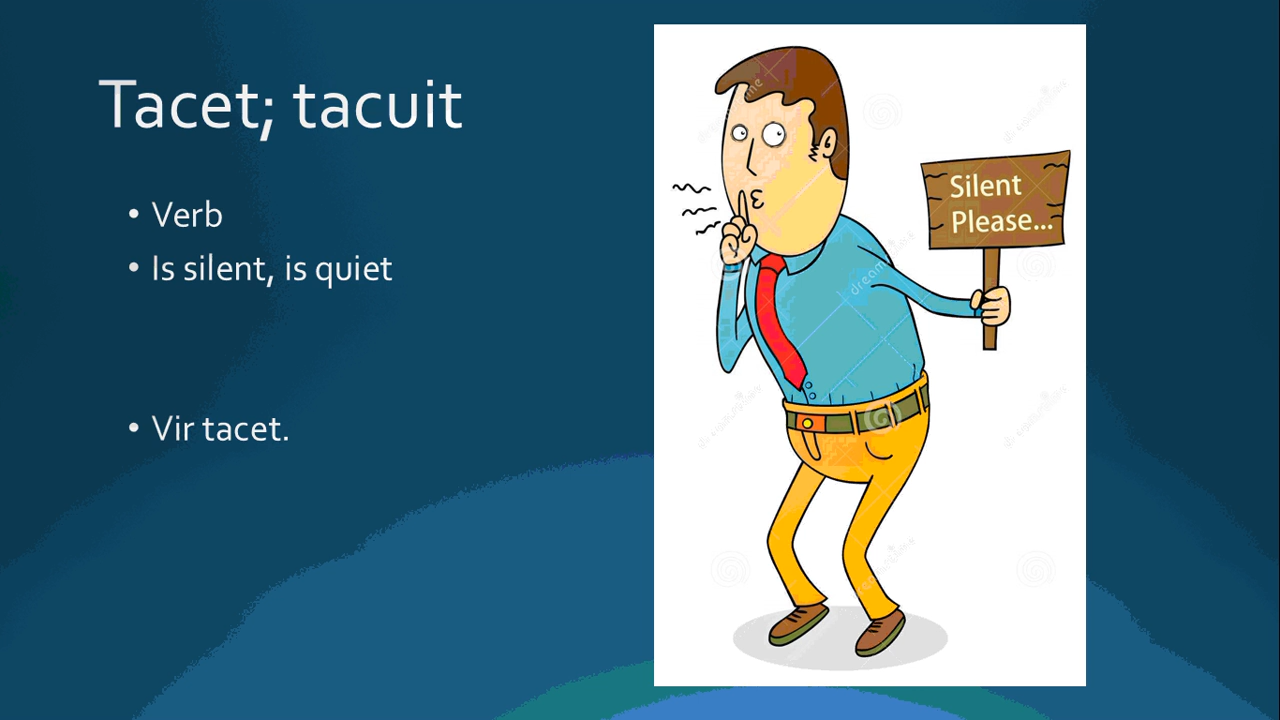 Tacet; tacuit
• Verb
• Is silent, is quiet
• Vir tacet.
Silent
Please...